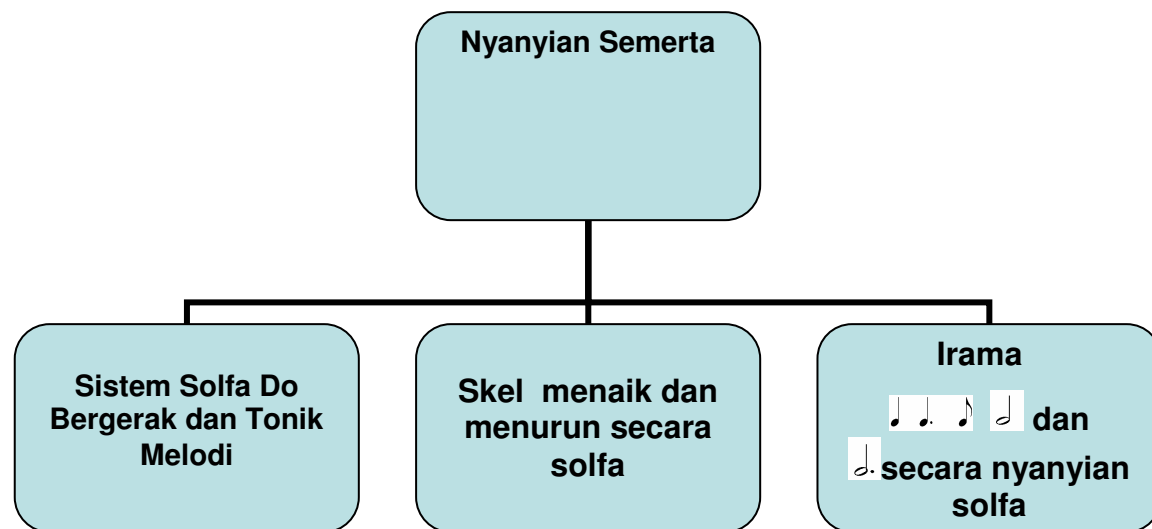 Nyanyian Semerta
Sistem Solfa Do
Bergerak dan Tonik
Melodi
Skel menaik dan
menurun secara
solfa
Irama
dan
secara nyanyian
solfa